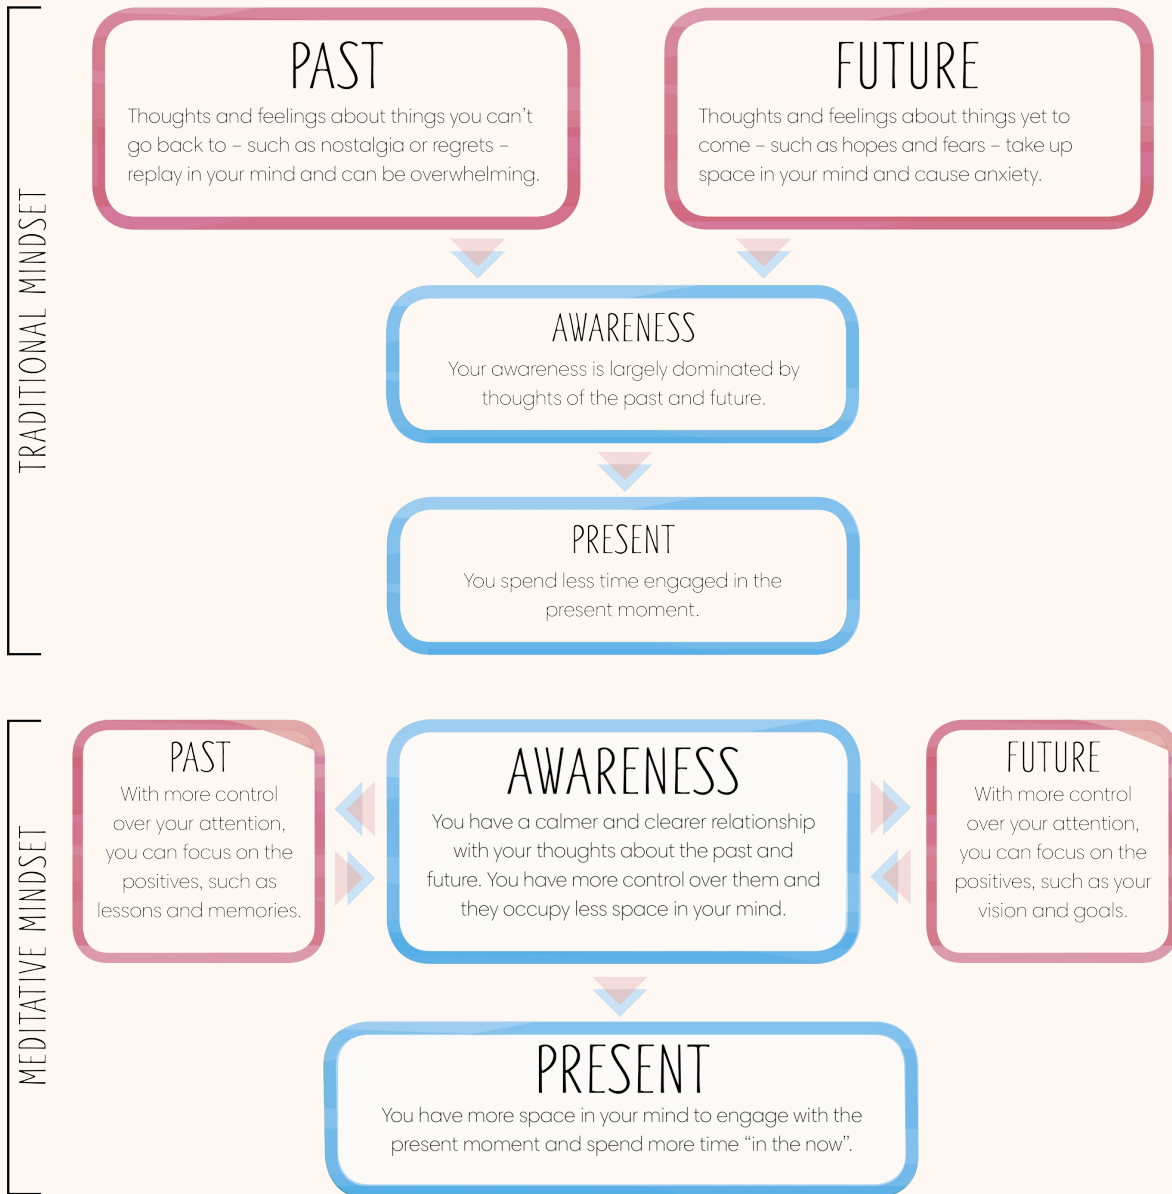 TRADITIONAL MINDSET
PAST
Thoughts and feelings about things you can't
go back to – such as nostalgia or regrets –
replay in your mind and can be overwhelming.
FUTURE
Thoughts and feelings about things yet to
come – such as hopes and fears – take up
space in your mind and cause anxiety.
AWARENESS
Your awareness is largely dominated by
thoughts of the past and future.
PRESENT
You spend less time engaged in the
present moment.
MEDITATIVE MINDSET
PAST
With more control
over your attention,
you can focus on the
positives, such as
lessons and memories.
AWARENESS
You have a calmer and clearer relationship
with your thoughts about the past and
future. You have more control over them and
they occupy less space in your mind.
FUTURE
With more control
over your attention,
you can focus on the
positives, such as your
vision and goals.
PRESENT
You have more space in your mind to engage with the
present moment and spend more time “in the now”.